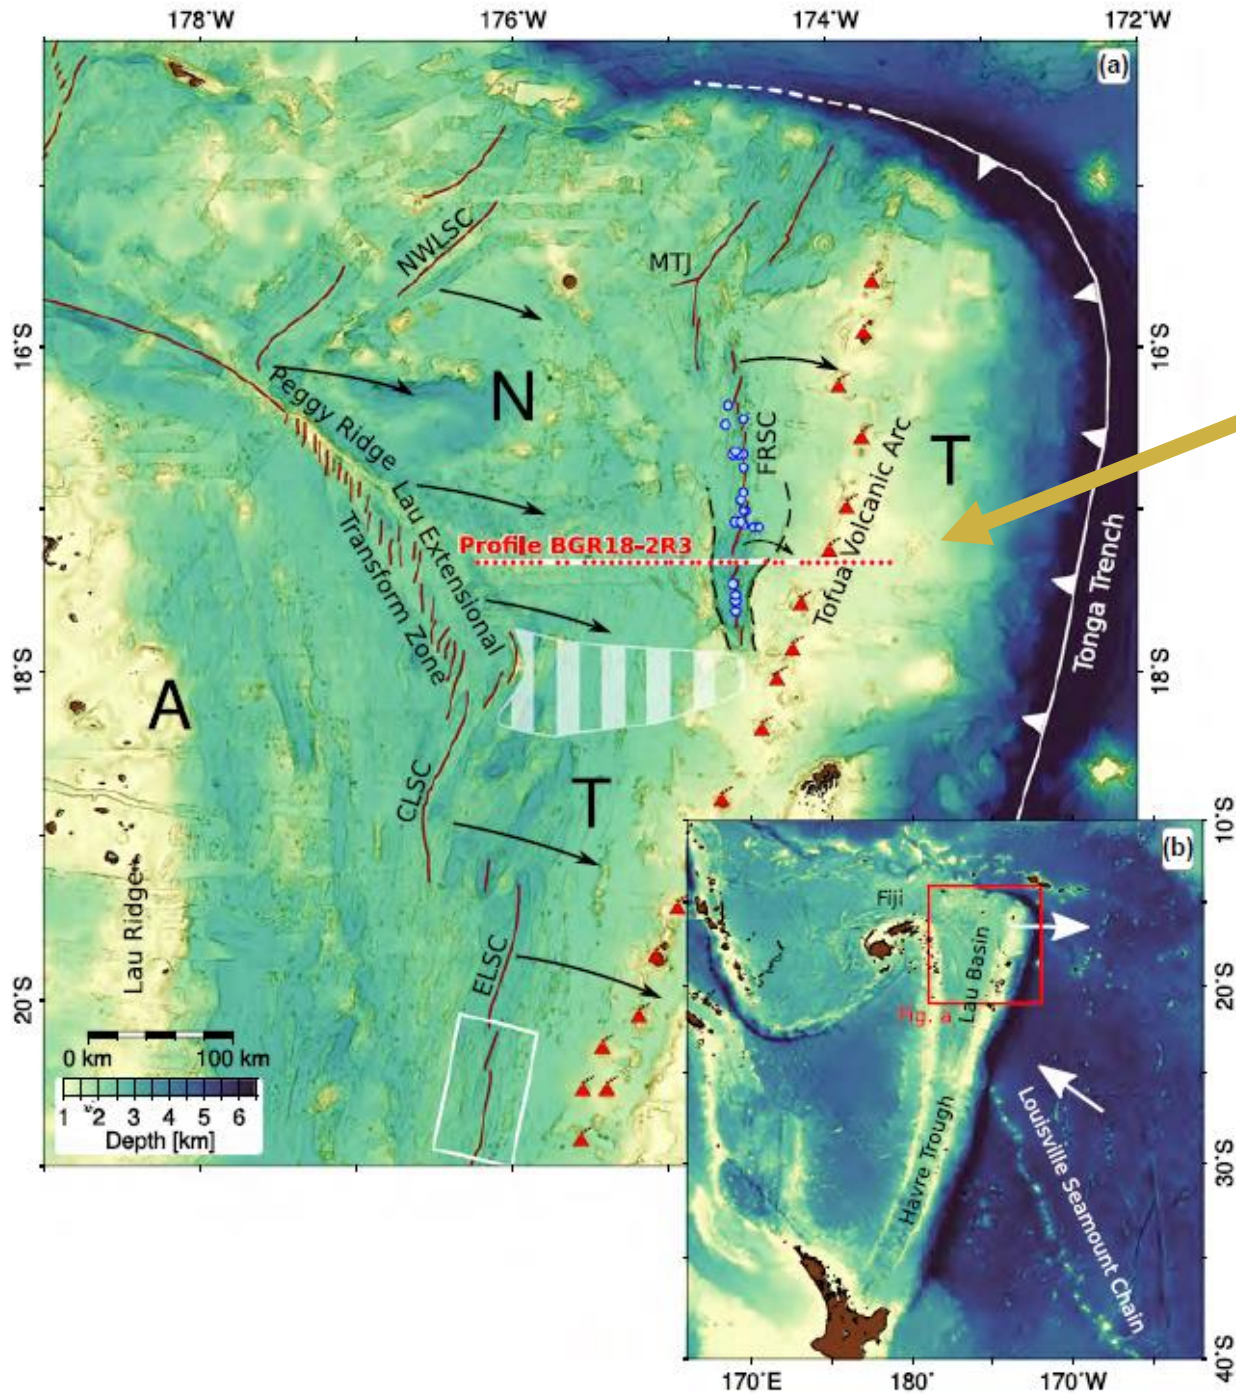 178°W 176°W 174°W 172°W
(a)
NWLSC
MTJ
16°S 16°S
Peggy Ridge
N
FRSC
T
Lau Extensional
Transform Zone
Profile BGR18-2R3
Tofua Volcanic Arc
Tonga Trench
18°S 18°S
A
T
CLSC
Lau Ridge
ELSC
20°S
0 km 100 km
1 2 3 4 5 6
Depth [km]
(b)
10°S
Fiji
Lau Basin
Fig. a
20°S
Havre Trough
Louisville Seamount Chain
30°S
40°S
170°E 180° 170°W